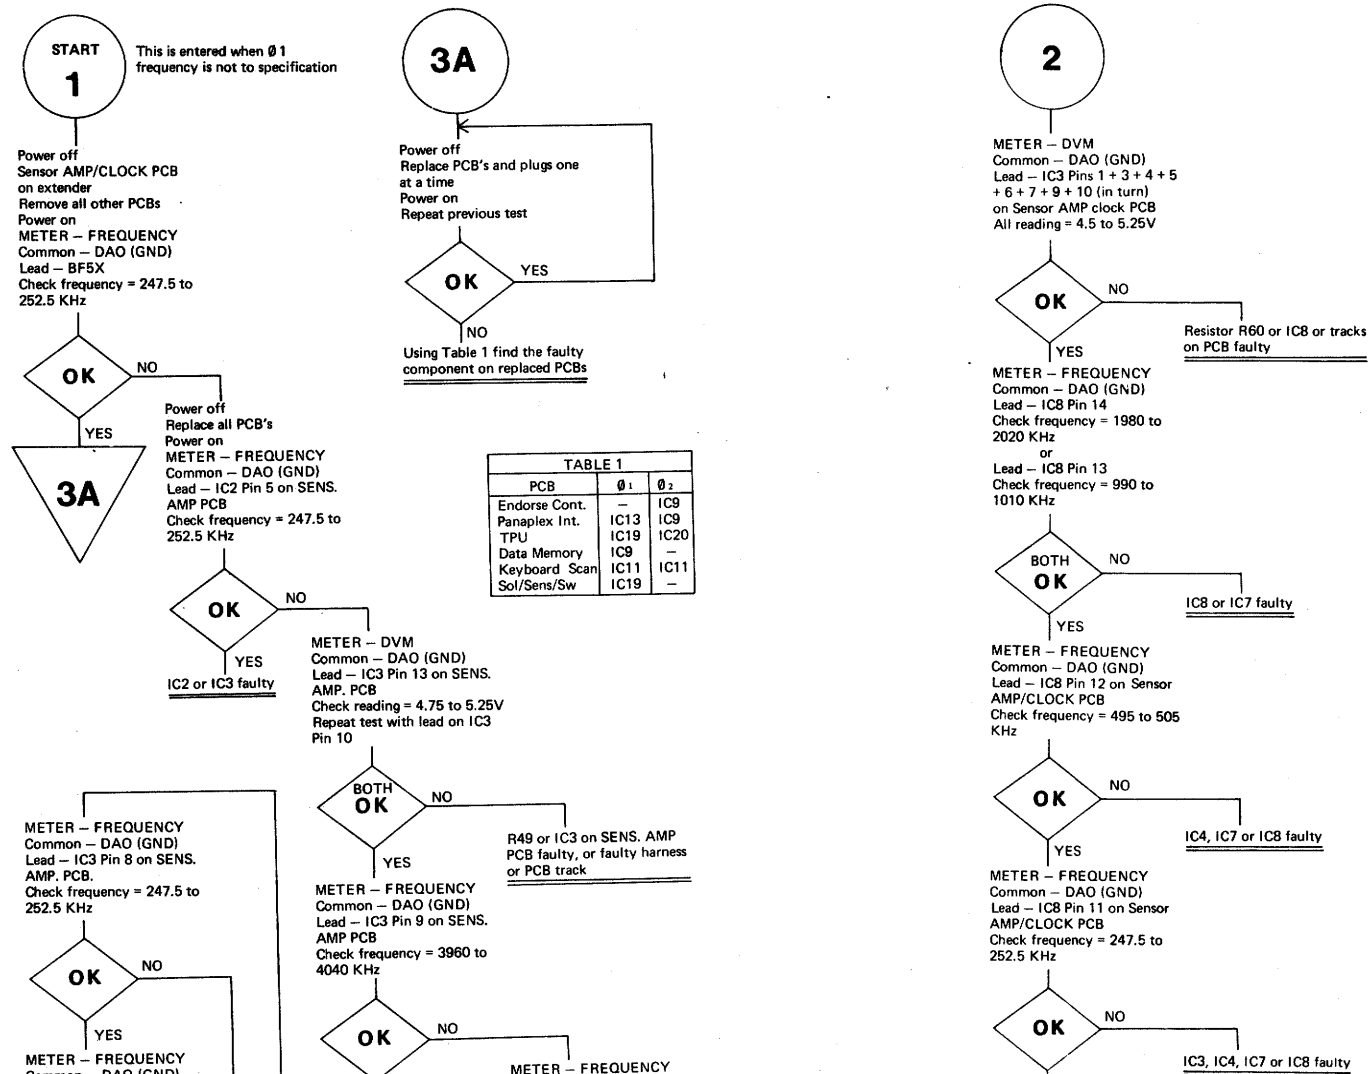 START
1
This is entered when Ø 1
frequency is not to specification
Power off
Sensor AMP/CLOCK PCB
on extender
Remove all other PCBs
Power on
METER – FREQUENCY
Common – DAO (GND)
Lead – BF5X
Check frequency = 247.5 to
252.5 KHz
OK
NO
YES
3A
Power off
Replace all PCB's
Power on
METER – FREQUENCY
Common – DAO (GND)
Lead – IC2 Pin 5 on SENS.
AMP PCB
Check frequency = 247.5 to
252.5 KHz
OK
NO
YES
IC2 or IC3 faulty
METER – DVM
Common – DAO (GND)
Lead – IC3 Pin 13 on SENS.
AMP. PCB
Check reading = 4.75 to 5.25V
Repeat test with lead on IC3
Pin 10
BOTH
OK
NO
YES
R49 or IC3 on SENS. AMP
PCB faulty, or faulty harness
or PCB track
METER – FREQUENCY
Common – DAO (GND)
Lead – IC3 Pin 9 on SENS.
AMP PCB
Check frequency = 3960 to
4040 KHz
OK
NO
METER – FREQUENCY
METER – FREQUENCY
Common – DAO (GND)
Lead – IC3 Pin 8 on SENS.
AMP. PCB.
Check frequency = 247.5 to
252.5 KHz
OK
NO
YES
METER – FREQUENCY
Common – DAO (GND)
3A
Power off
Replace PCB's and plugs one
at a time
Power on
Repeat previous test
OK
YES
NO
Using Table 1 find the faulty
component on replaced PCBs
TABLE 1
PCB Ø 1 Ø 2
Endorse Cont. – IC9
Panaplex Int. IC13 IC9
TPU IC19 IC20
Data Memory IC9 –
Keyboard Scan IC11 IC11
Sol/Sens/Sw IC19 –
2
METER – DVM
Common – DAO (GND)
Lead – IC3 Pins 1 + 3 + 4 + 5
+ 6 + 7 + 9 + 10 (in turn)
on Sensor AMP clock PCB
All reading = 4.5 to 5.25V
OK
NO
YES
Resistor R60 or IC8 or tracks
on PCB faulty
METER – FREQUENCY
Common – DAO (GND)
Lead – IC8 Pin 14
Check frequency = 1980 to
2020 KHz
or
Lead – IC8 Pin 13
Check frequency = 990 to
1010 KHz
BOTH
OK
NO
YES
IC8 or IC7 faulty
METER – FREQUENCY
Common – DAO (GND)
Lead – IC8 Pin 12 on Sensor
AMP/CLOCK PCB
Check frequency = 495 to 505
KHz
OK
NO
YES
IC4, IC7 or IC8 faulty
METER – FREQUENCY
Common – DAO (GND)
Lead – IC8 Pin 11 on Sensor
AMP/CLOCK PCB
Check frequency = 247.5 to
252.5 KHz
OK
NO
IC3, IC4, IC7 or IC8 faulty